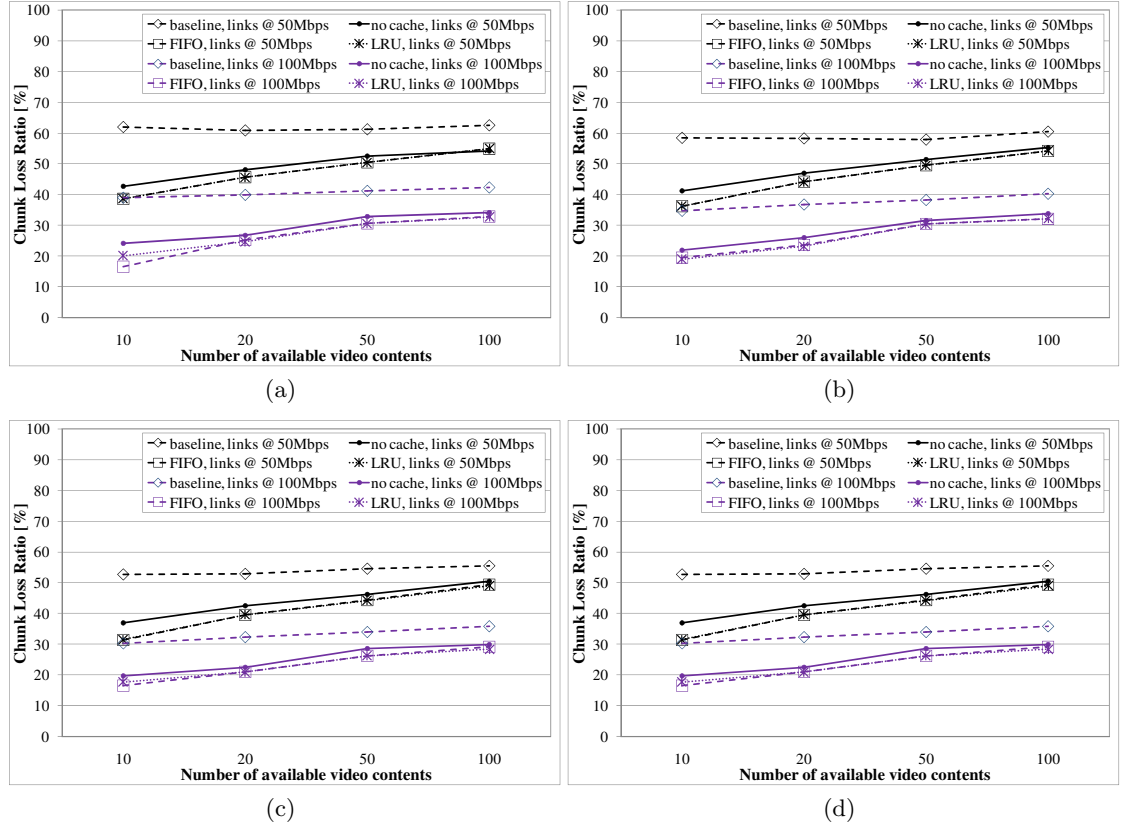 100
90
80
70
60
50
40
30
20
10
0
Chunk Loss Ratio [%]
baseline, links @ 50Mbps
no cache, links @ 50Mbps
FIFO, links @ 50Mbps
LRU, links @ 50Mbps
baseline, links @ 100Mbps
no cache, links @ 100Mbps
FIFO, links @ 100Mbps
LRU, links @ 100Mbps
10 20 50 100
Number of available video contents
(a)
100
90
80
70
60
50
40
30
20
10
0
Chunk Loss Ratio [%]
baseline, links @ 50Mbps
no cache, links @ 50Mbps
FIFO, links @ 50Mbps
LRU, links @ 50Mbps
baseline, links @ 100Mbps
no cache, links @ 100Mbps
FIFO, links @ 100Mbps
LRU, links @ 100Mbps
10 20 50 100
Number of available video contents
(b)
100
90
80
70
60
50
40
30
20
10
0
Chunk Loss Ratio [%]
baseline, links @ 50Mbps
no cache, links @ 50Mbps
FIFO, links @ 50Mbps
LRU, links @ 50Mbps
baseline, links @ 100Mbps
no cache, links @ 100Mbps
FIFO, links @ 100Mbps
LRU, links @ 100Mbps
10 20 50 100
Number of available video contents
(c)
100
90
80
70
60
50
40
30
20
10
0
Chunk Loss Ratio [%]
baseline, links @ 50Mbps
no cache, links @ 50Mbps
FIFO, links @ 50Mbps
LRU, links @ 50Mbps
baseline, links @ 100Mbps
no cache, links @ 100Mbps
FIFO, links @ 100Mbps
LRU, links @ 100Mbps
10 20 50 100
Number of available video contents
(d)